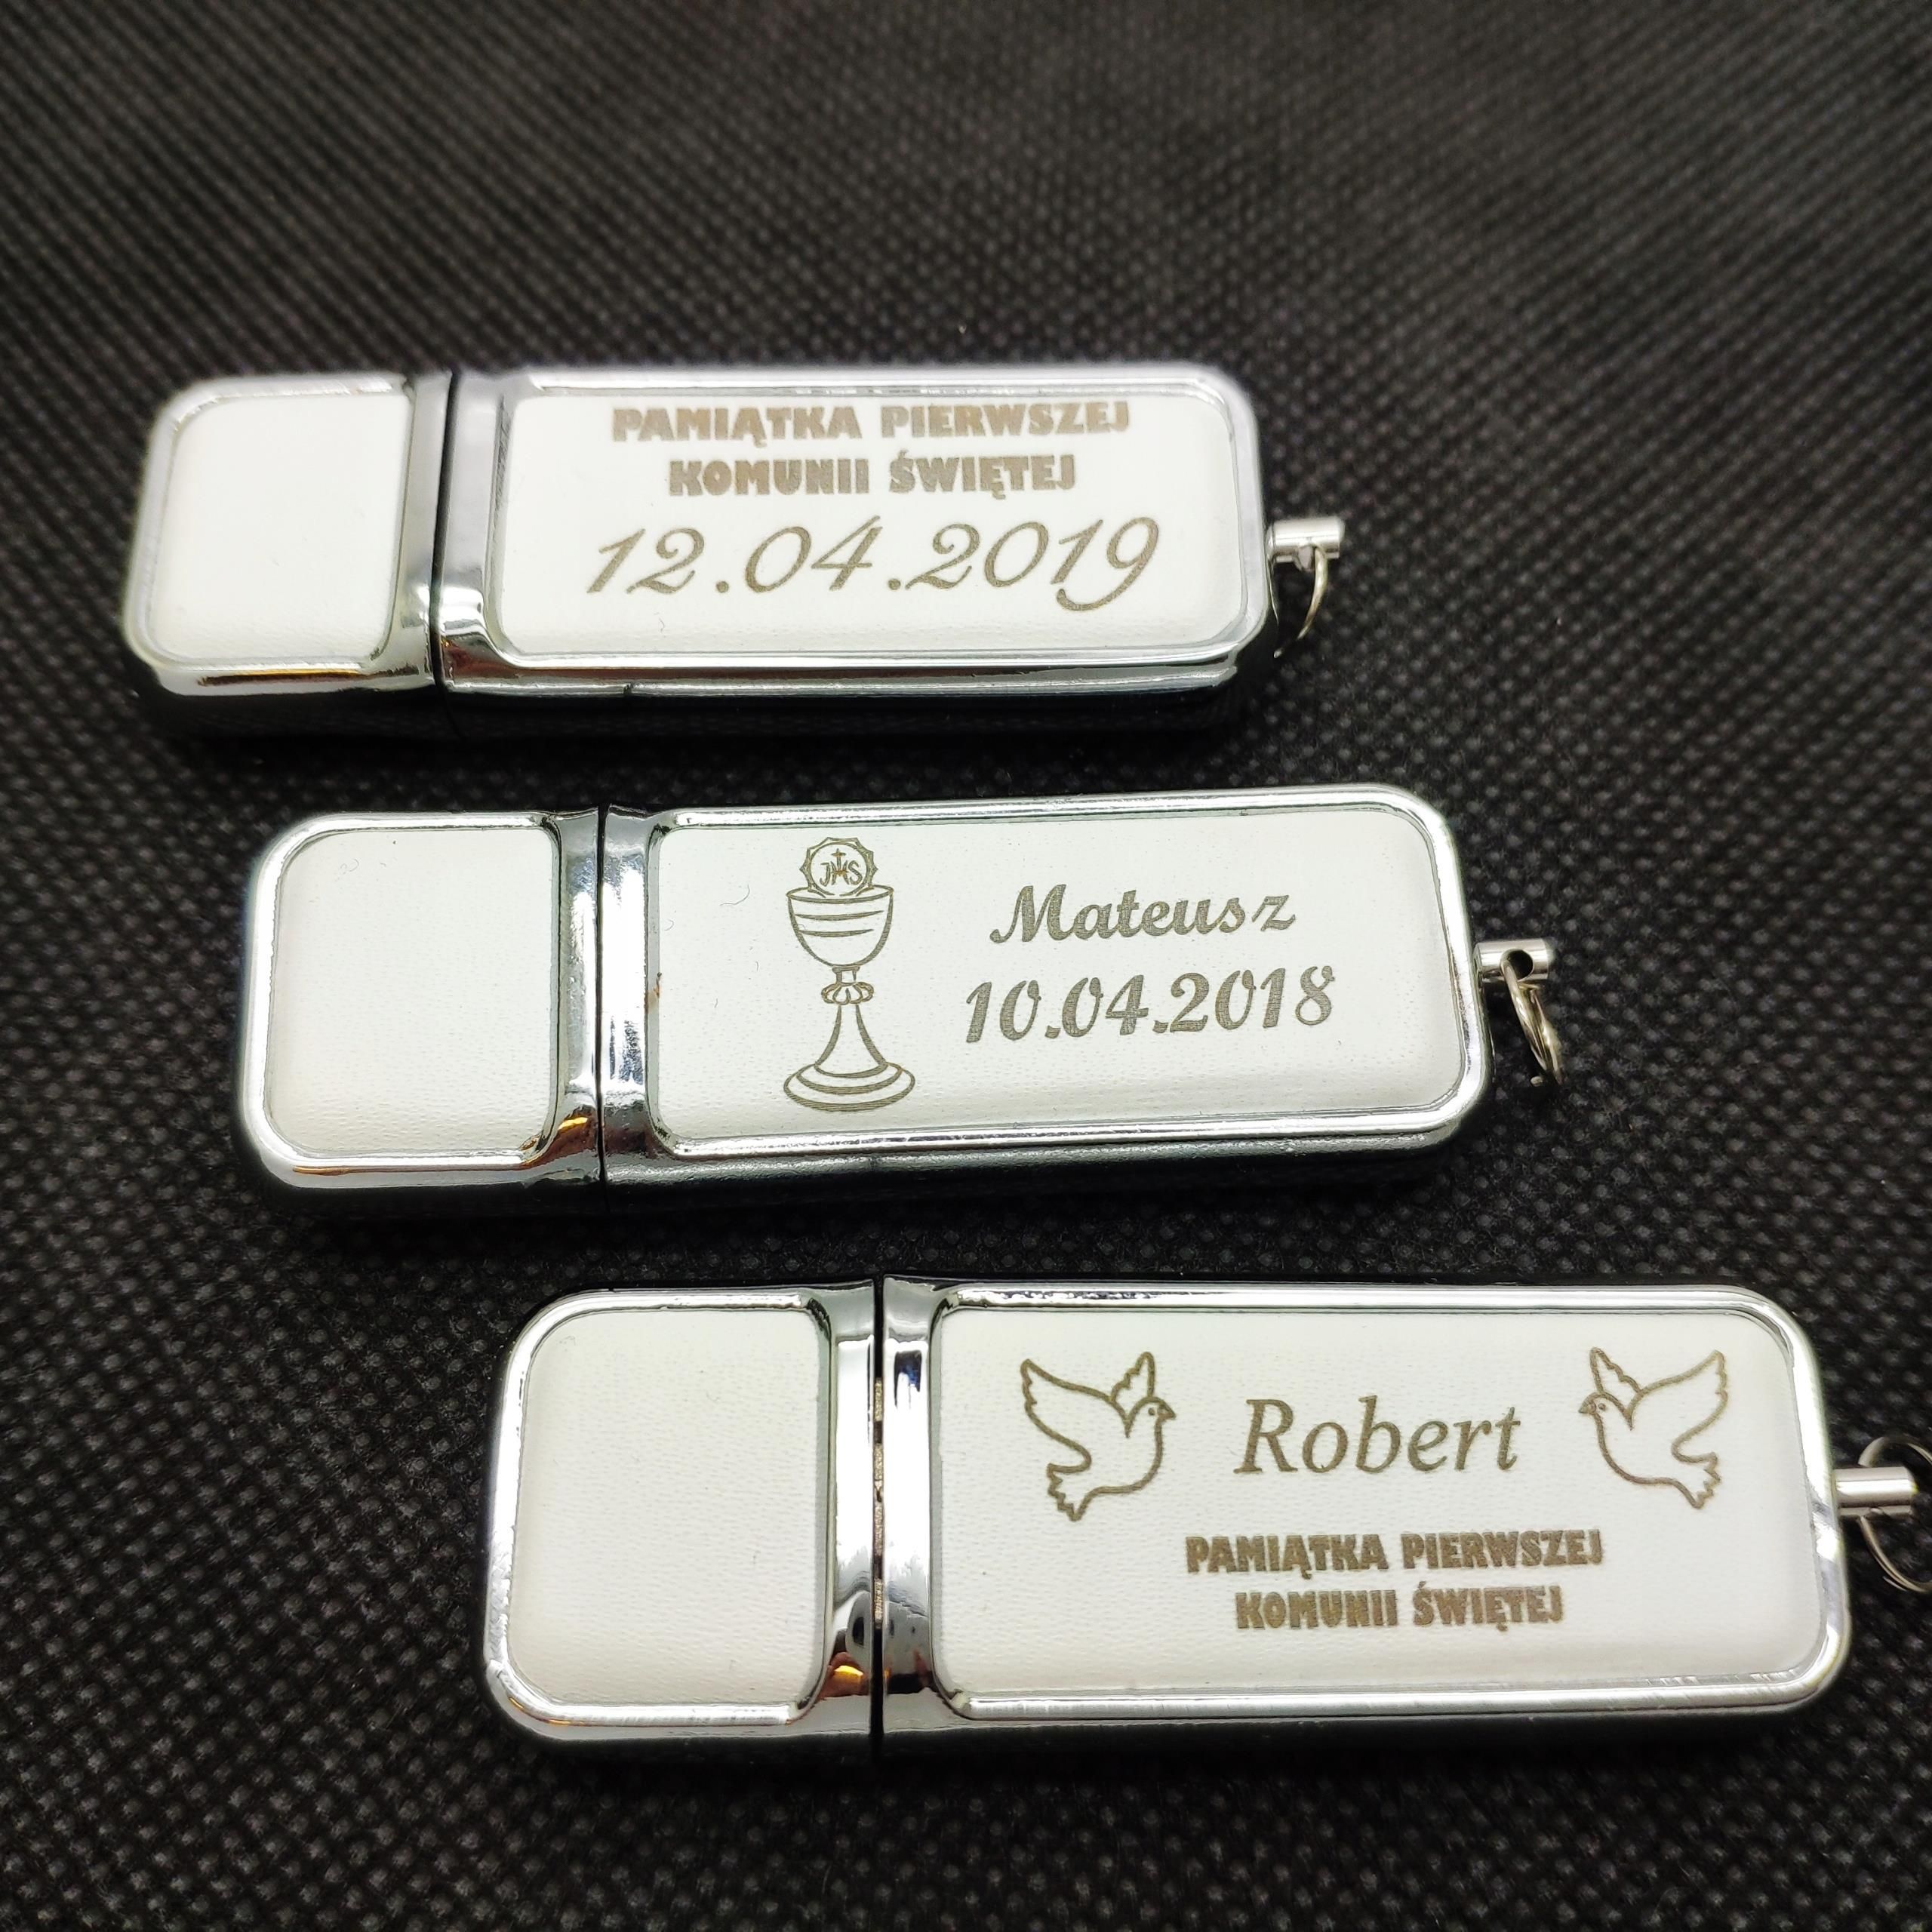 PAMIĄTKA PIERWSZEJ
KOMUNII ŚWIĘTEJ
12.04.2019
JHS
Mateusz
10.04.2018
Robert
PAMIĄTKA PIERWSZEJ
KOMUNII ŚWIĘTEJ